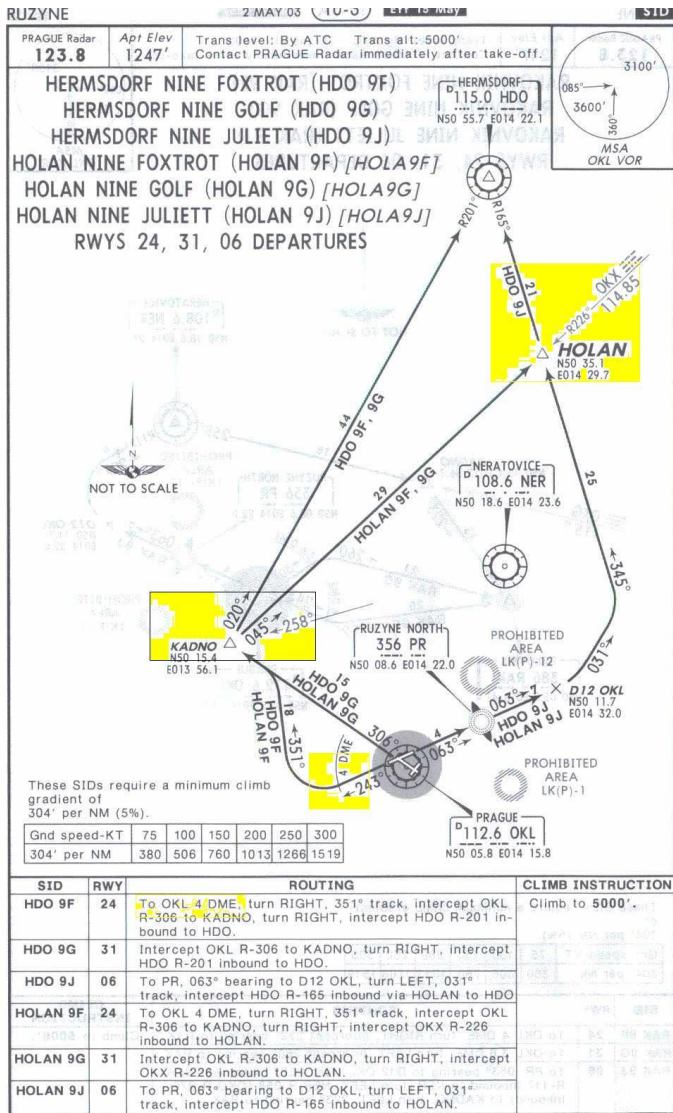 RUZYNE 2 MAY 03 10-3 Eff 15 May SID
PRAGUE Radar
123.8
Apt Elev
1247'
Trans level: By ATC Trans alt: 5000'
Contact PRAGUE Radar immediately after take-off.
HERMSDORF NINE FOXTROT (HDO 9F)
HERMSDORF NINE GOLF (HDO 9G)
HERMSDORF NINE JULIETT (HDO 9J)
HOLAN NINE FOXTROT (HOLAN 9F) [HOLA9F]
HOLAN NINE GOLF (HOLAN 9G) [HOLA9G]
HOLAN NINE JULIETT (HOLAN 9J) [HOLA9J]
RWYS 24, 31, 06 DEPARTURES
HERMSDORF
D 115.0 HDO
N50 55.7 E014 22.1
3100'
085°
3600'
360°
MSA
OKL VOR
R201°
R165°
21
HDO 9J
OKX
114.85
R226°
HOLAN
N50 35.1
E014 29.7
44
HDO 9F, 9G
29
HOLAN 9F, 9G
25
345°
NOT TO SCALE
NERATOVICE
D 108.6 NER
N50 18.6 E014 23.6
020°
045°
258°
KADNO
N50 15.4
E013 56.1
RUZYNE NORTH
356 PR
N50 08.6 E014 22.0
PROHIBITED
AREA
LK(P)-12
031°
15
HDO 9G
HOLAN 9G
306°
HDO 9F
HOLAN 9F
18
351°
063°
7
HDO 9J
HOLAN 9J
D12 OKL
N50 11.7
E014 32.0
4
063°
4 DME
243°
PROHIBITED
AREA
LK(P)-1
PRAGUE
D 112.6 OKL
N50 05.8 E014 15.8
These SIDs require a minimum climb
gradient of
304' per NM (5%).
Gnd speed-KT 75 100 150 200 250 300
304' per NM 380 506 760 1013 1266 1519
SID RWY ROUTING CLIMB INSTRUCTION
HDO 9F 24 To OKL 4 DME, turn RIGHT, 351° track, intercept OKL Climb to 5000'.
R-306 to KADNO, turn RIGHT, intercept HDO R-201 in-
bound to HDO.
HDO 9G 31 Intercept OKL R-306 to KADNO, turn RIGHT, intercept
HDO R-201 inbound to HDO.
HDO 9J 06 To PR, 063° bearing to D12 OKL, turn LEFT, 031°
track, intercept HDO R-165 inbound via HOLAN to HDO
HOLAN 9F 24 To OKL 4 DME, turn RIGHT, 351° track, intercept OKL
R-306 to KADNO, turn RIGHT, intercept OKX R-226
inbound to HOLAN.
HOLAN 9G 31 Intercept OKL R-306 to KADNO, turn RIGHT, intercept
OKX R-226 inbound to HOLAN.
HOLAN 9J 06 To PR, 063° bearing to D12 OKL, turn LEFT, 031°
track, intercept HDO R-165 inbound to HOLAN.